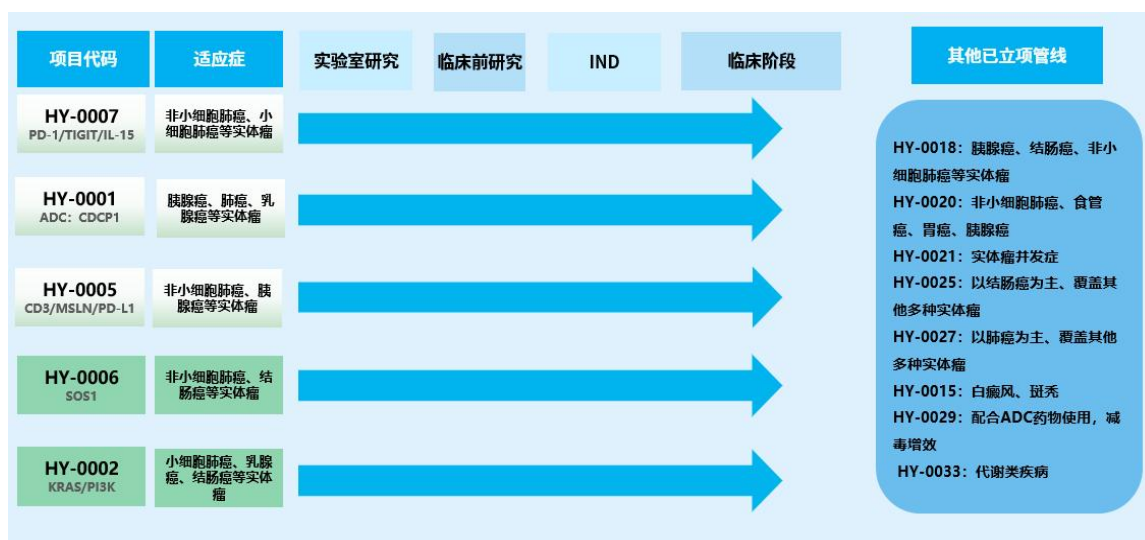 项目代码
适应症
实验室研究
临床前研究
IND
临床阶段
其他已立项管线
HY-0007
PD-1/TIGIT/IL-15
非小细胞肺癌、小
细胞肺癌等实体瘤
HY-0001
ADC：CDCP1
胰腺癌、肺癌、乳
腺癌等实体瘤
HY-0005
CD3/MSLN/PD-L1
非小细胞肺癌、胰
腺癌等实体瘤
HY-0006
SOS1
非小细胞肺癌、结
肠癌等实体瘤
HY-0002
KRAS/PI3K
小细胞肺癌、乳腺
癌、结肠癌等实体
瘤
HY-0018：胰腺癌、结肠癌、非小
细胞肺癌等实体瘤
HY-0020：非小细胞肺癌、食管
癌、胃癌、胰腺癌
HY-0021：实体瘤并发症
HY-0025：以结肠癌为主、覆盖其
他多种实体瘤
HY-0027：以肺癌为主、覆盖其他
多种实体瘤
HY-0015：白癜风、斑秃
HY-0029：配合ADC药物使用，减
毒增效
HY-0033：代谢类疾病